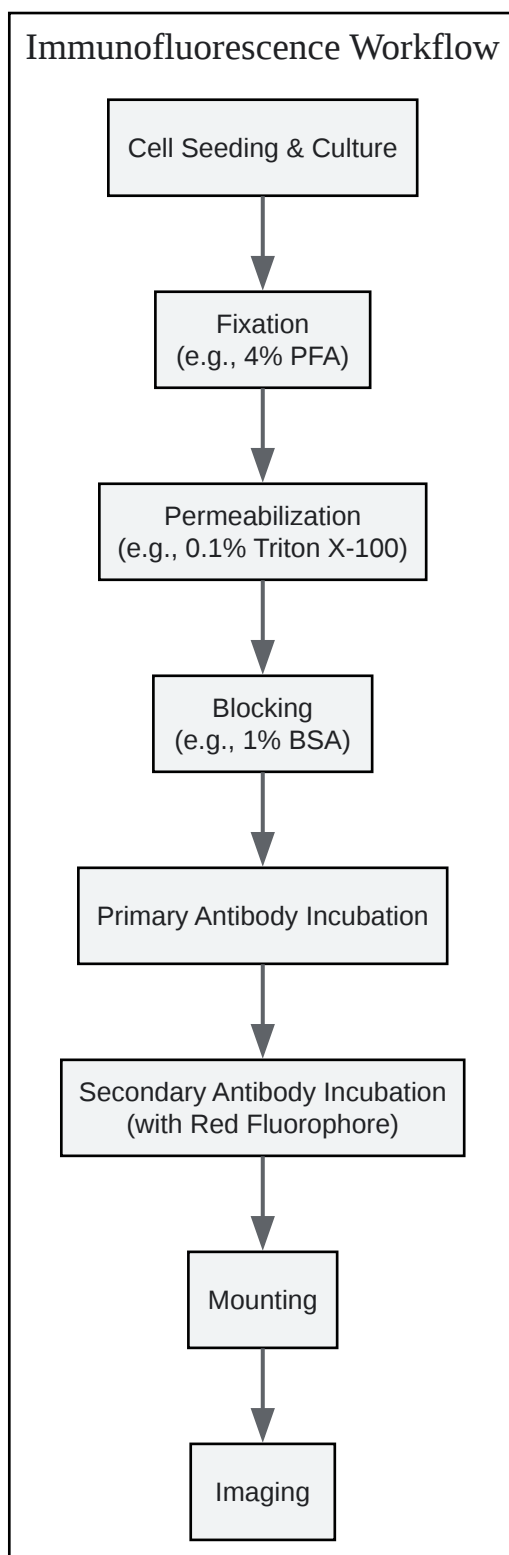 Immunofluorescence Workflow
Cell Seeding & Culture
Fixation
(e.g., 4% PFA)
Permeabilization
(e.g., 0.1% Triton X-100)
Blocking
(e.g., 1% BSA)
Primary Antibody Incubation
Secondary Antibody Incubation
(with Red Fluorophore)
Mounting
Imaging